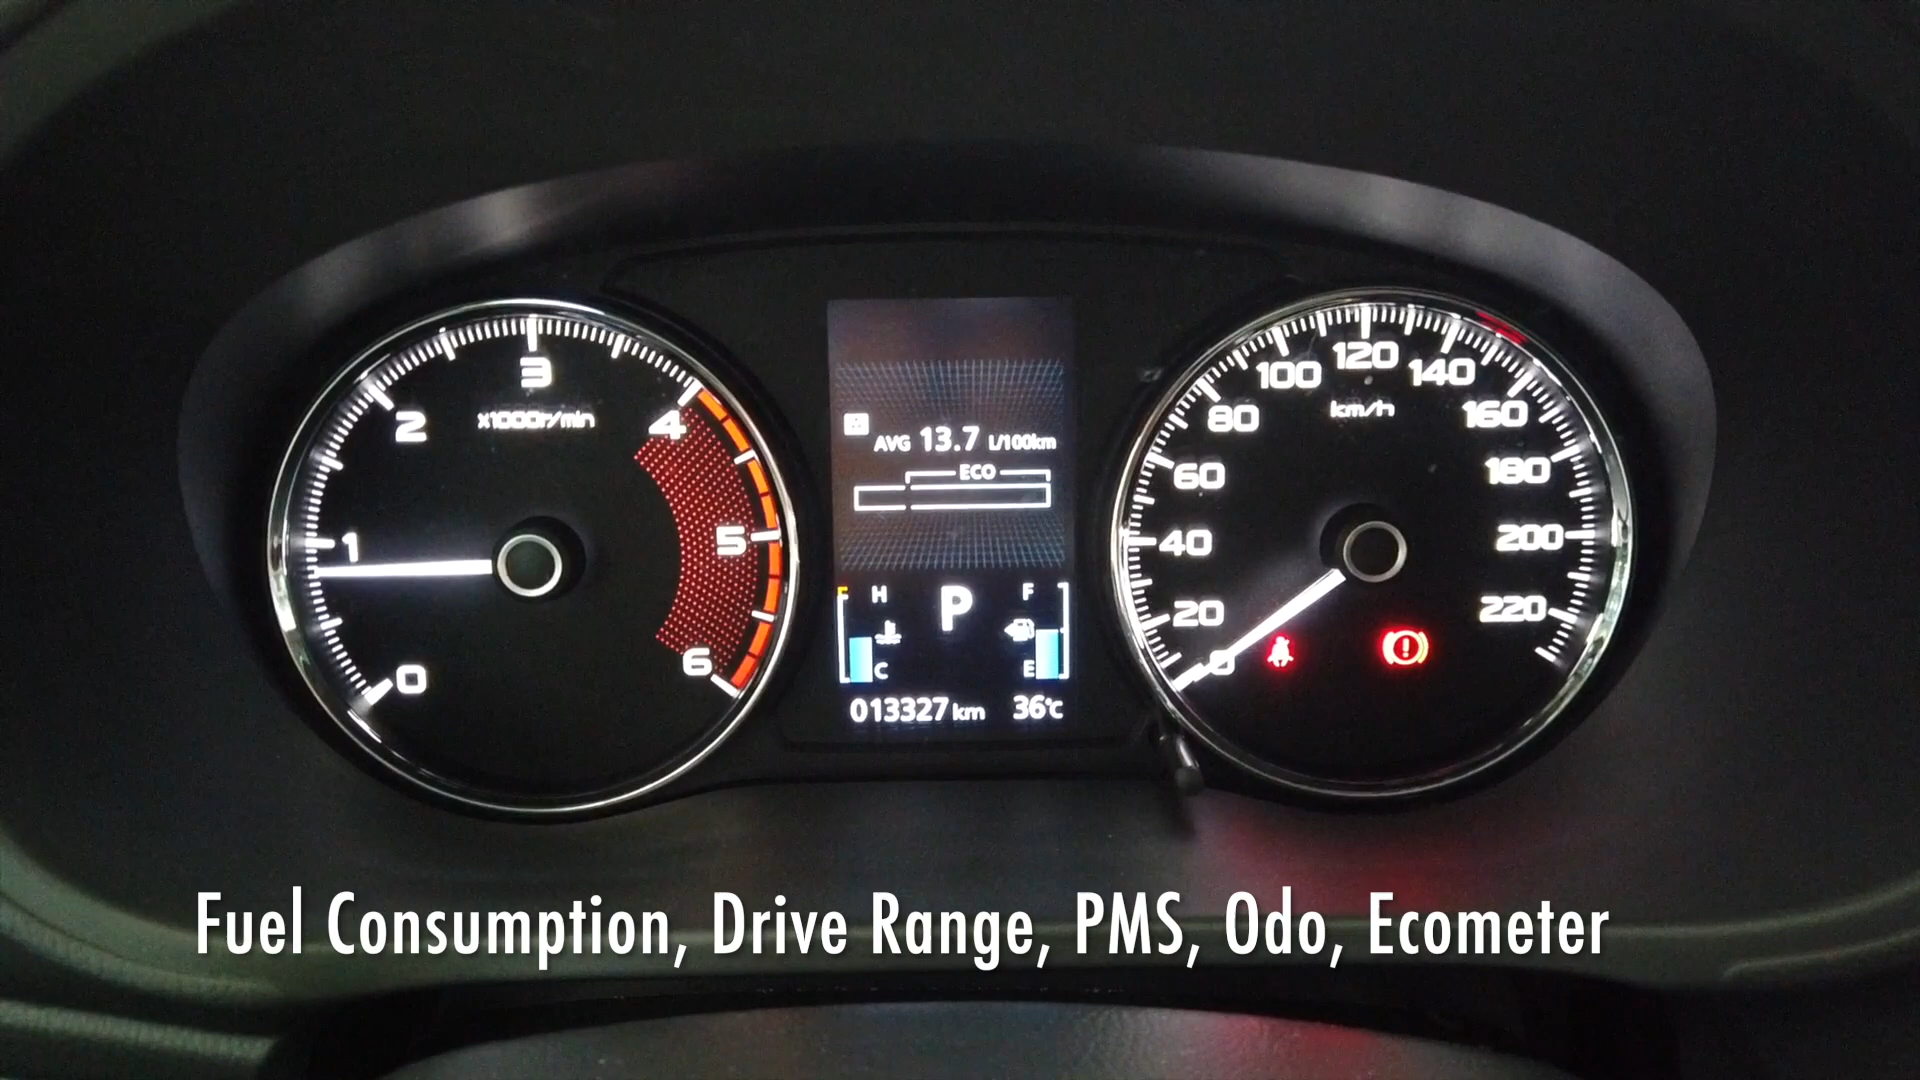 0
1
2
3
4
5
6
x1000r/min
AVG 13.7 L/100km
ECO
H
C
P
F
E
013327 km
36°C
0
20
40
60
80
100
120
140
160
180
200
220
km/h
Fuel Consumption, Drive Range, PMS, Odo, Ecometer